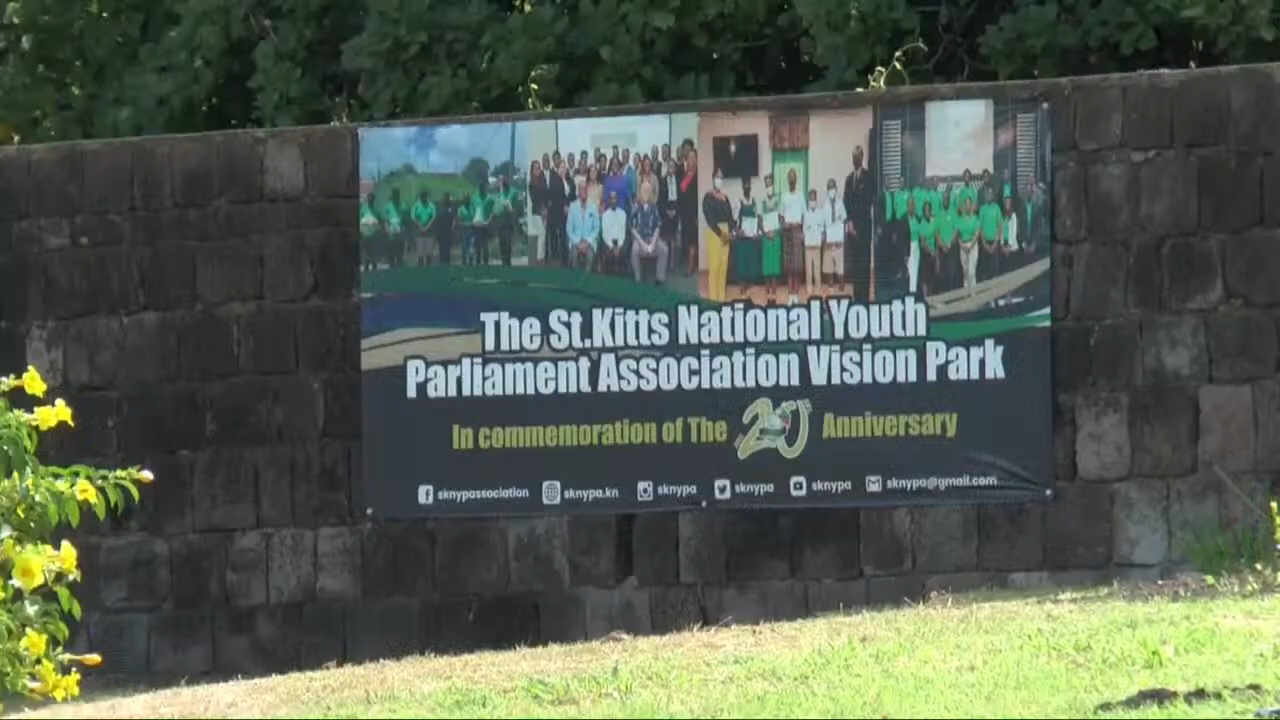 The St.Kitts National Youth
Parliament Association Vision Park
In commemoration of The 20 Anniversary
sknypassociation sknypa.kn sknypa sknypa sknypa sknypa@gmail.com